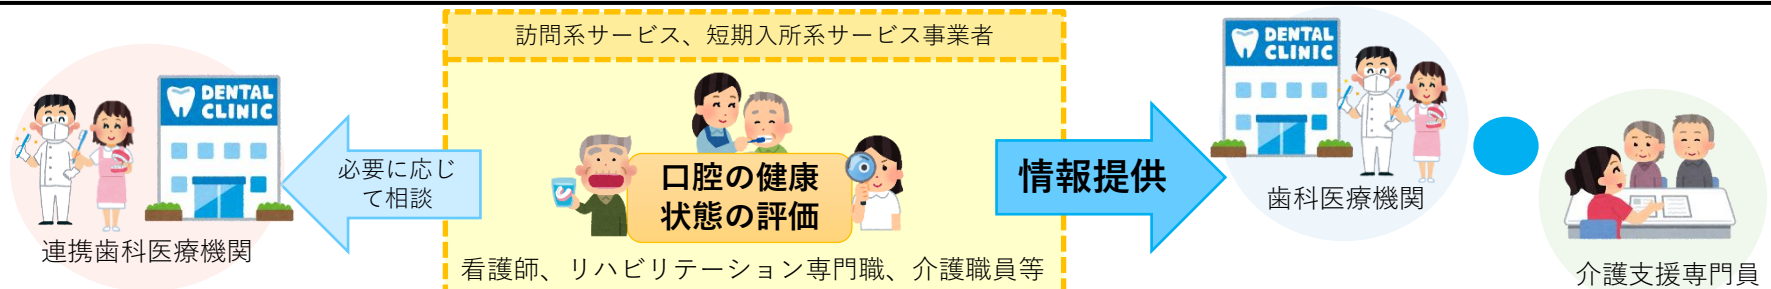 訪問系サービス、短期入所系サービス事業者
DENTAL
CLINIC
必要に応じ
て相談
連携歯科医療機関
口腔の健康
状態の評価
看護師、リハビリテーション専門職、介護職員等
情報提供
DENTAL
CLINIC
歯科医療機関
介護支援専門員